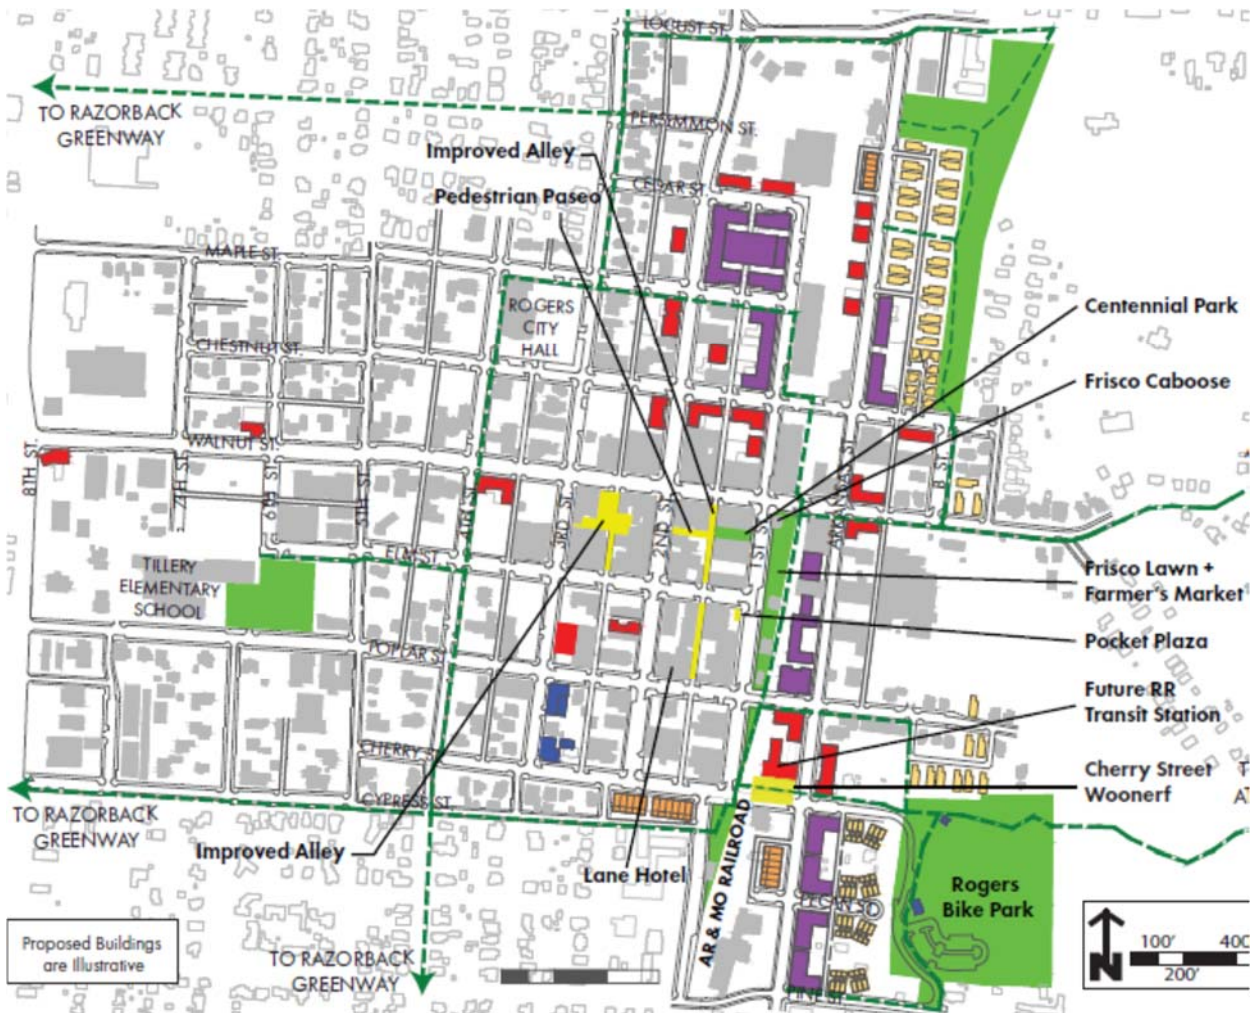 LOCUST ST.
TO RAZORBACK
GREENWAY
PERSIMMON ST.
Improved Alley
CEDAR ST.
Pedestrian Paseo
MAPLE ST.
ROGERS
CITY
HALL
Centennial Park
CHESTNUT ST.
Frisco Caboose
WALNUT ST.
8TH ST.
7TH ST.
6TH ST.
5TH ST.
4TH ST.
3RD ST.
2ND ST.
1ST ST.
B ST.
ELM ST.
TILLERY
ELEMENTARY
SCHOOL
Frisco Lawn +
Farmer's Market
Pocket Plaza
POPLAR S
Future RR
Transit Station
CHERRY S
Cherry Street
Woonerf
T
A
CYPRESS ST.
TO RAZORBACK
GREENWAY
Improved Alley
Lane Hotel
AR & MO RAILROAD
PECAN S
Rogers
Bike Park
Proposed Buildings
are Illustrative
TO RAZORBACK
GREENWAY
N
100'
400
200'
PINE ST.